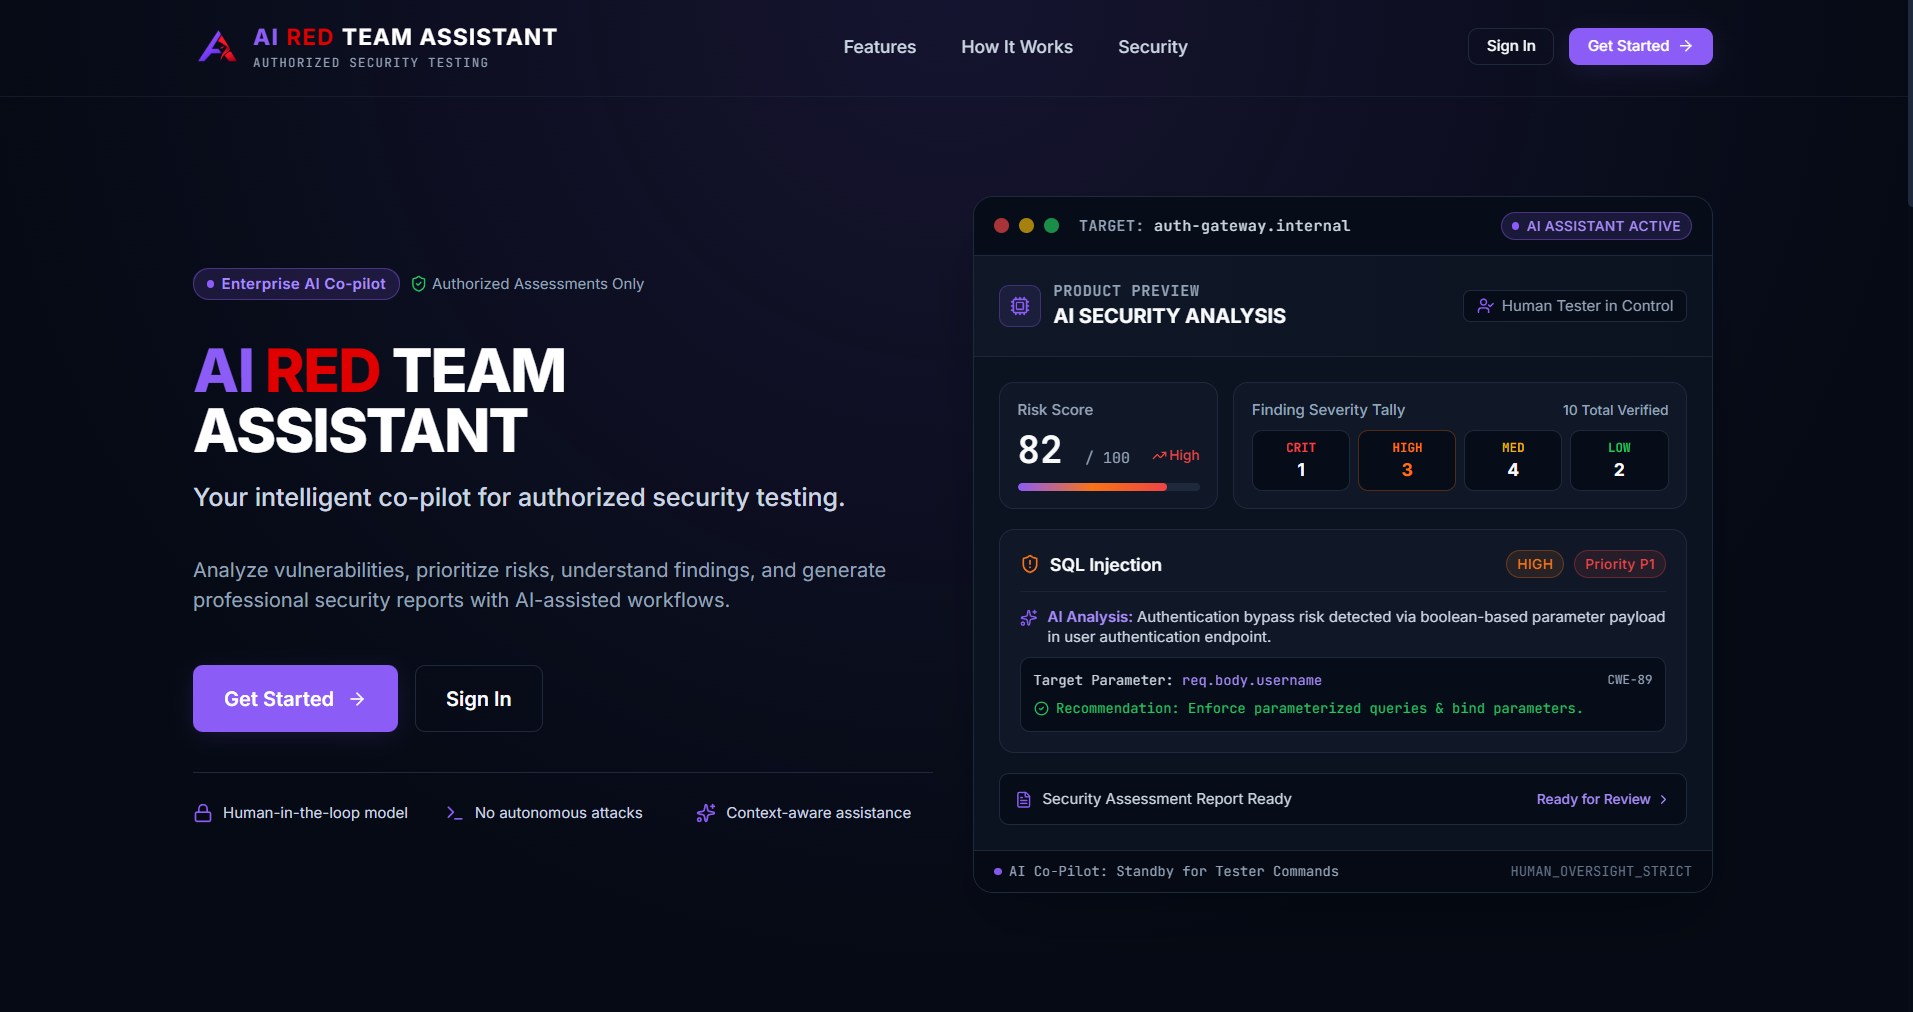 AI RED TEAM ASSISTANT
AUTHORIZED SECURITY TESTING
Features
How It Works
Security
Sign In
Get Started
Enterprise AI Co-pilot
Authorized Assessments Only
AI RED TEAM
ASSISTANT
Your intelligent co-pilot for authorized security testing.
Analyze vulnerabilities, prioritize risks, understand findings, and generate
professional security reports with AI-assisted workflows.
Get Started
Sign In
Human-in-the-loop model
No autonomous attacks
Context-aware assistance
TARGET: auth-gateway.internal
AI ASSISTANT ACTIVE
PRODUCT PREVIEW
AI SECURITY ANALYSIS
Human Tester in Control
Risk Score
82 / 100
High
Finding Severity Tally
10 Total Verified
CRIT
1
HIGH
3
MED
4
LOW
2
SQL Injection
HIGH
Priority P1
AI Analysis: Authentication bypass risk detected via boolean-based parameter payload
in user authentication endpoint.
Target Parameter: req.body.username
CWE-89
Recommendation: Enforce parameterized queries & bind parameters.
Security Assessment Report Ready
Ready for Review
AI Co-Pilot: Standby for Tester Commands
HUMAN_OVERSIGHT_STRICT